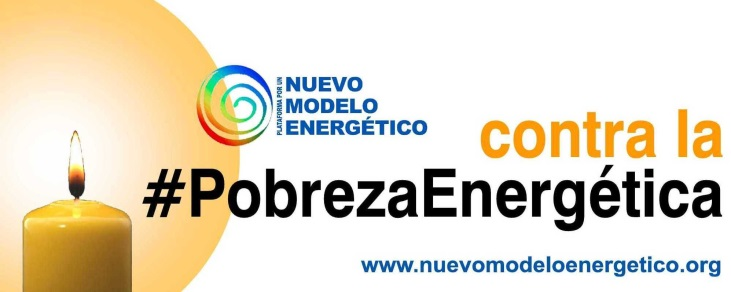 PLATAFORMA POR UN
NUEVO
MODELO
ENERGÉTICO
contra la
#PobrezaEnergética
www.nuevomodeloenergetico.org